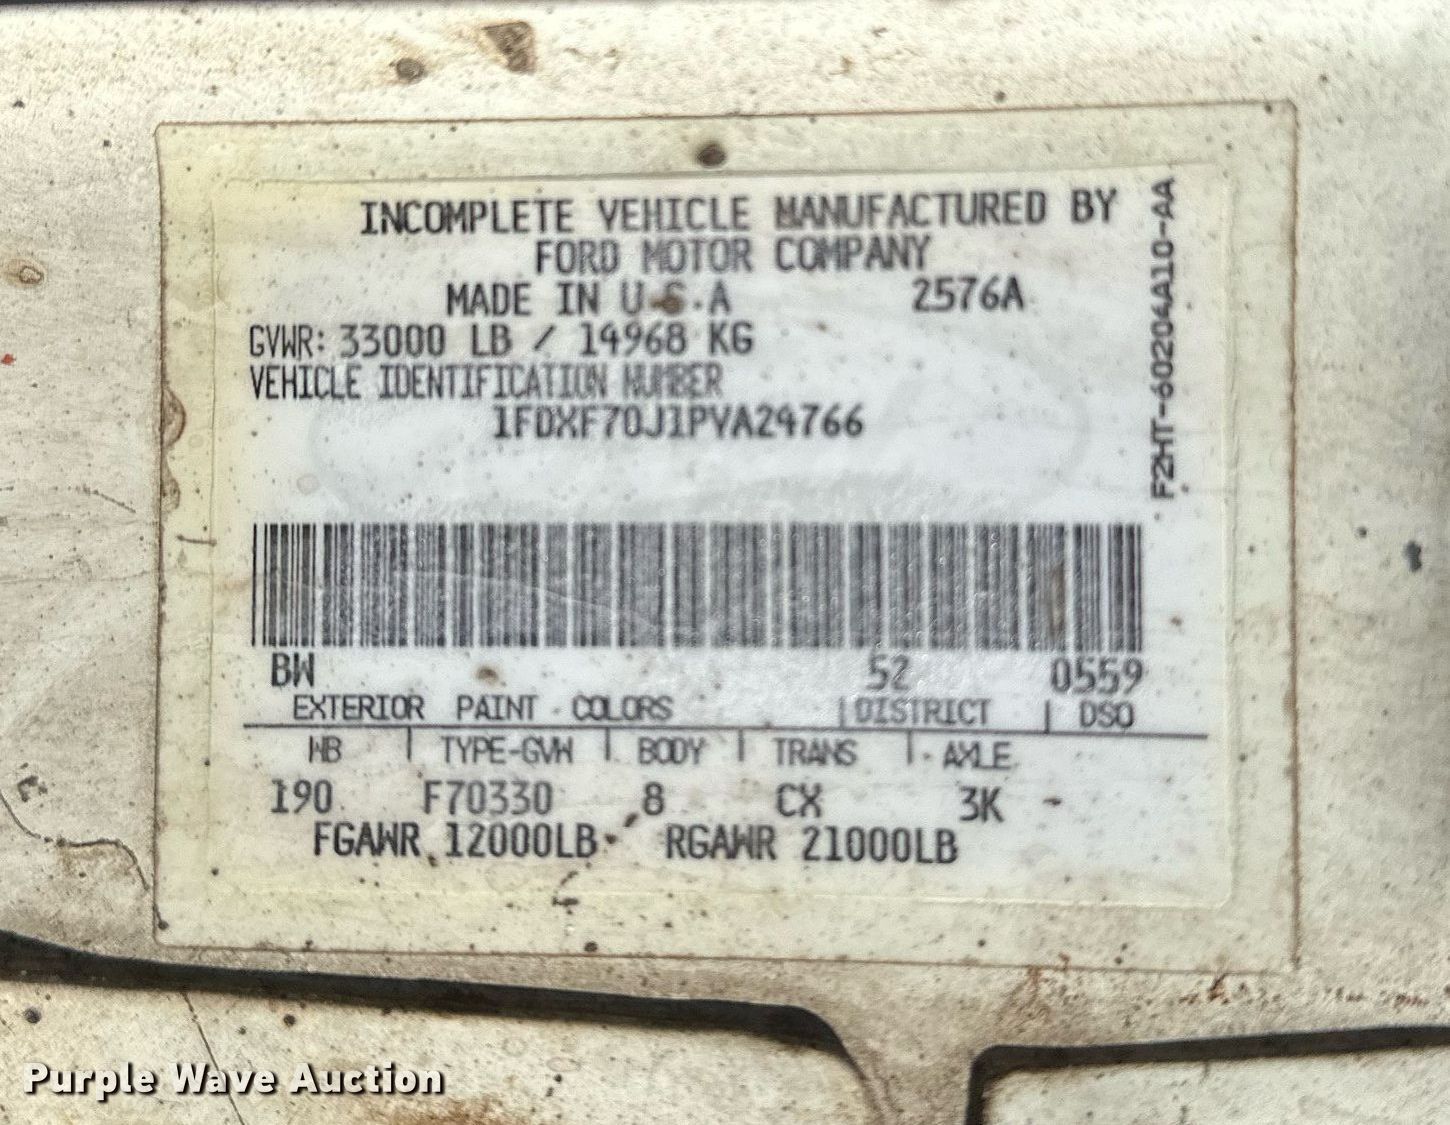 INCOMPLETE VEHICLE MANUFACTURED BY
FORD MOTOR COMPANY
MADE IN U.S.A 2576A
GVWR: 33000 LB / 14968 KG
VEHICLE IDENTIFICATION NUMBER
1FDXF70J1PVA24766
F2HT-60204A10-AA
BW 52 0559
EXTERIOR PAINT COLORS | DISTRICT | DSO
WB | TYPE-GVW | BODY | TRANS | AXLE
190 F70330 8 CX 3K
FGAWR 12000LB RGAWR 21000LB
Purple Wave Auction